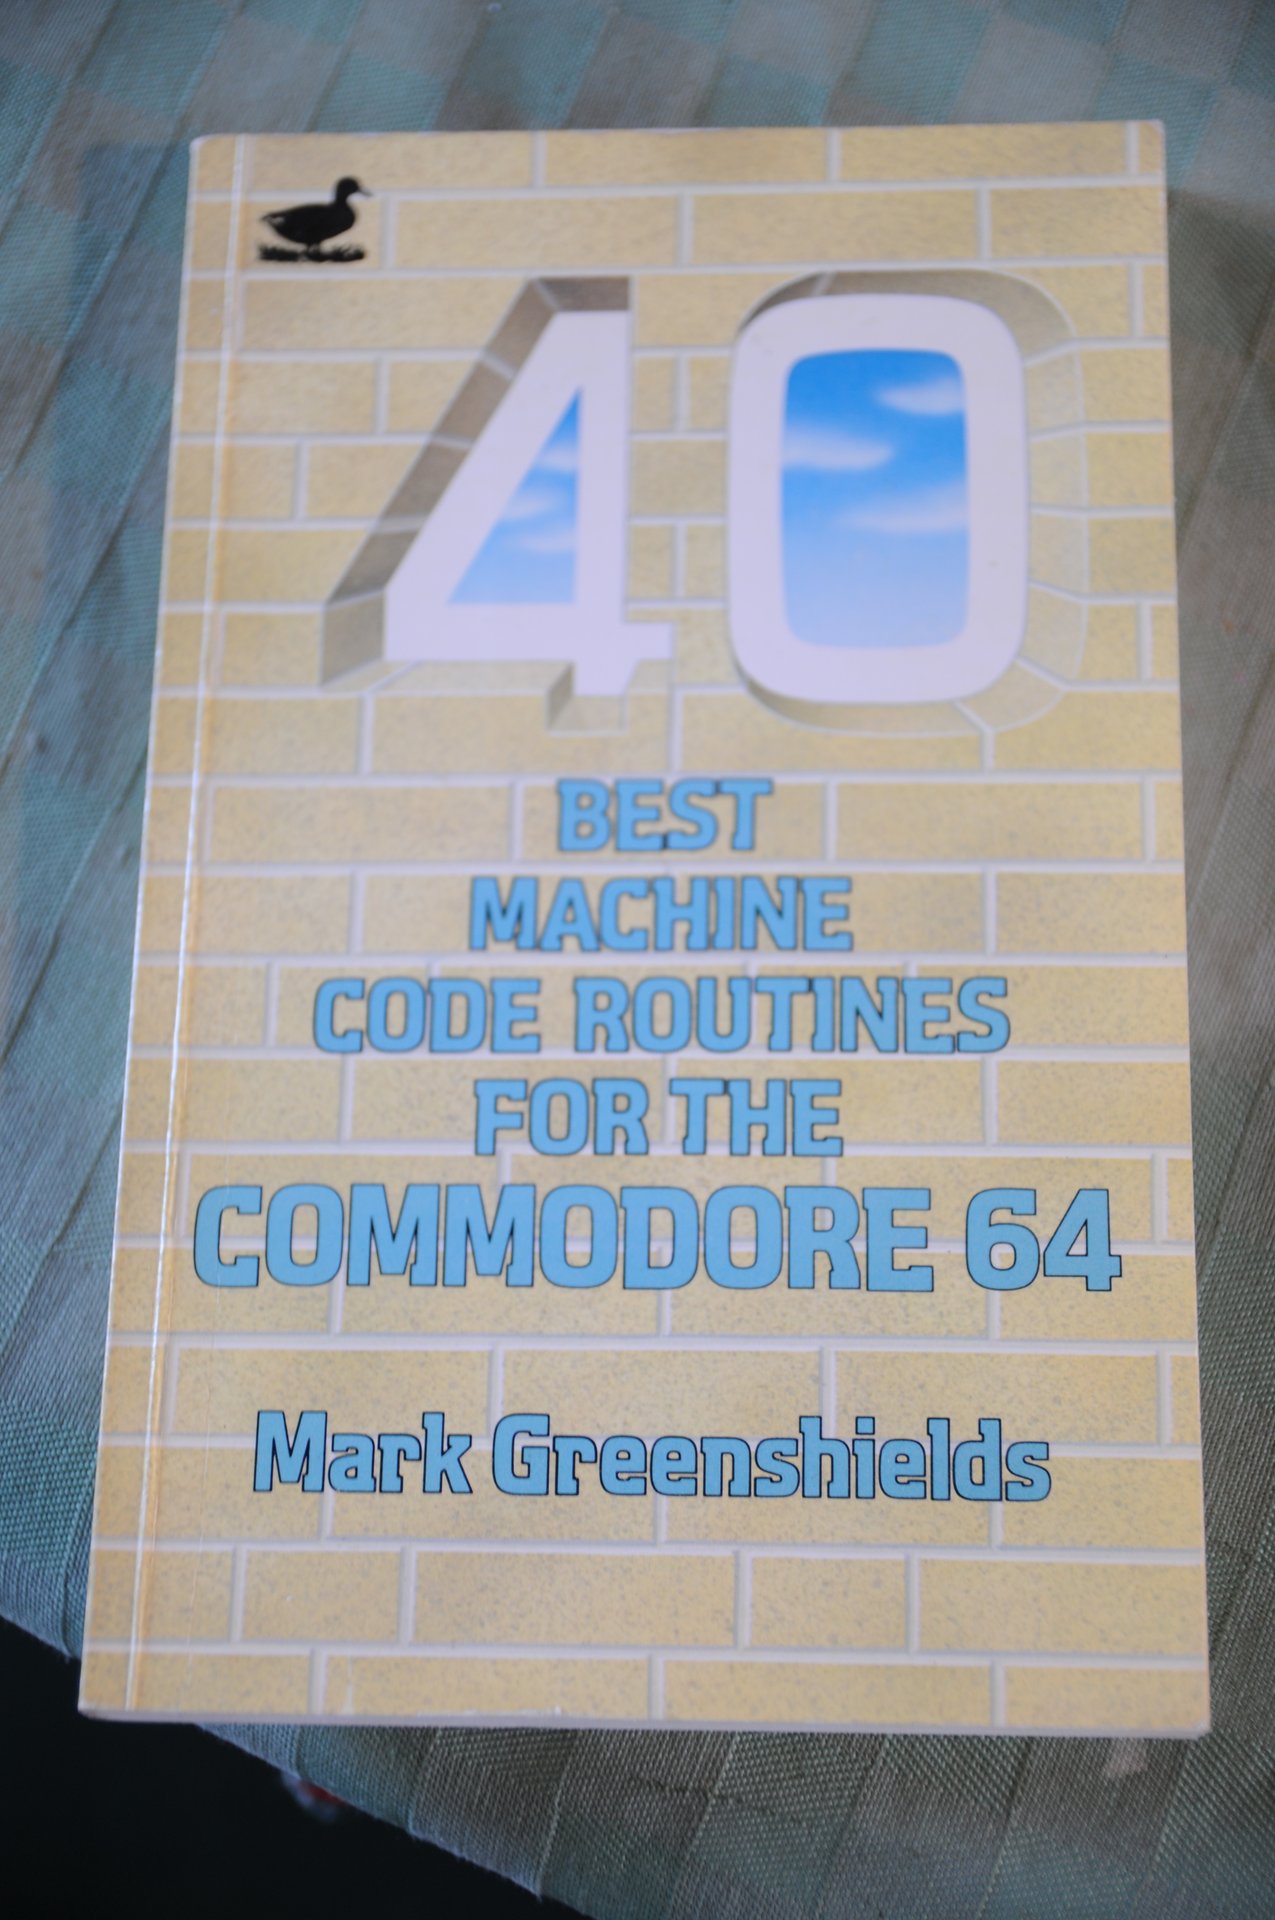 40
BEST
MACHINE
CODE ROUTINES
FOR THE
COMMODORE 64
Mark Greenshields